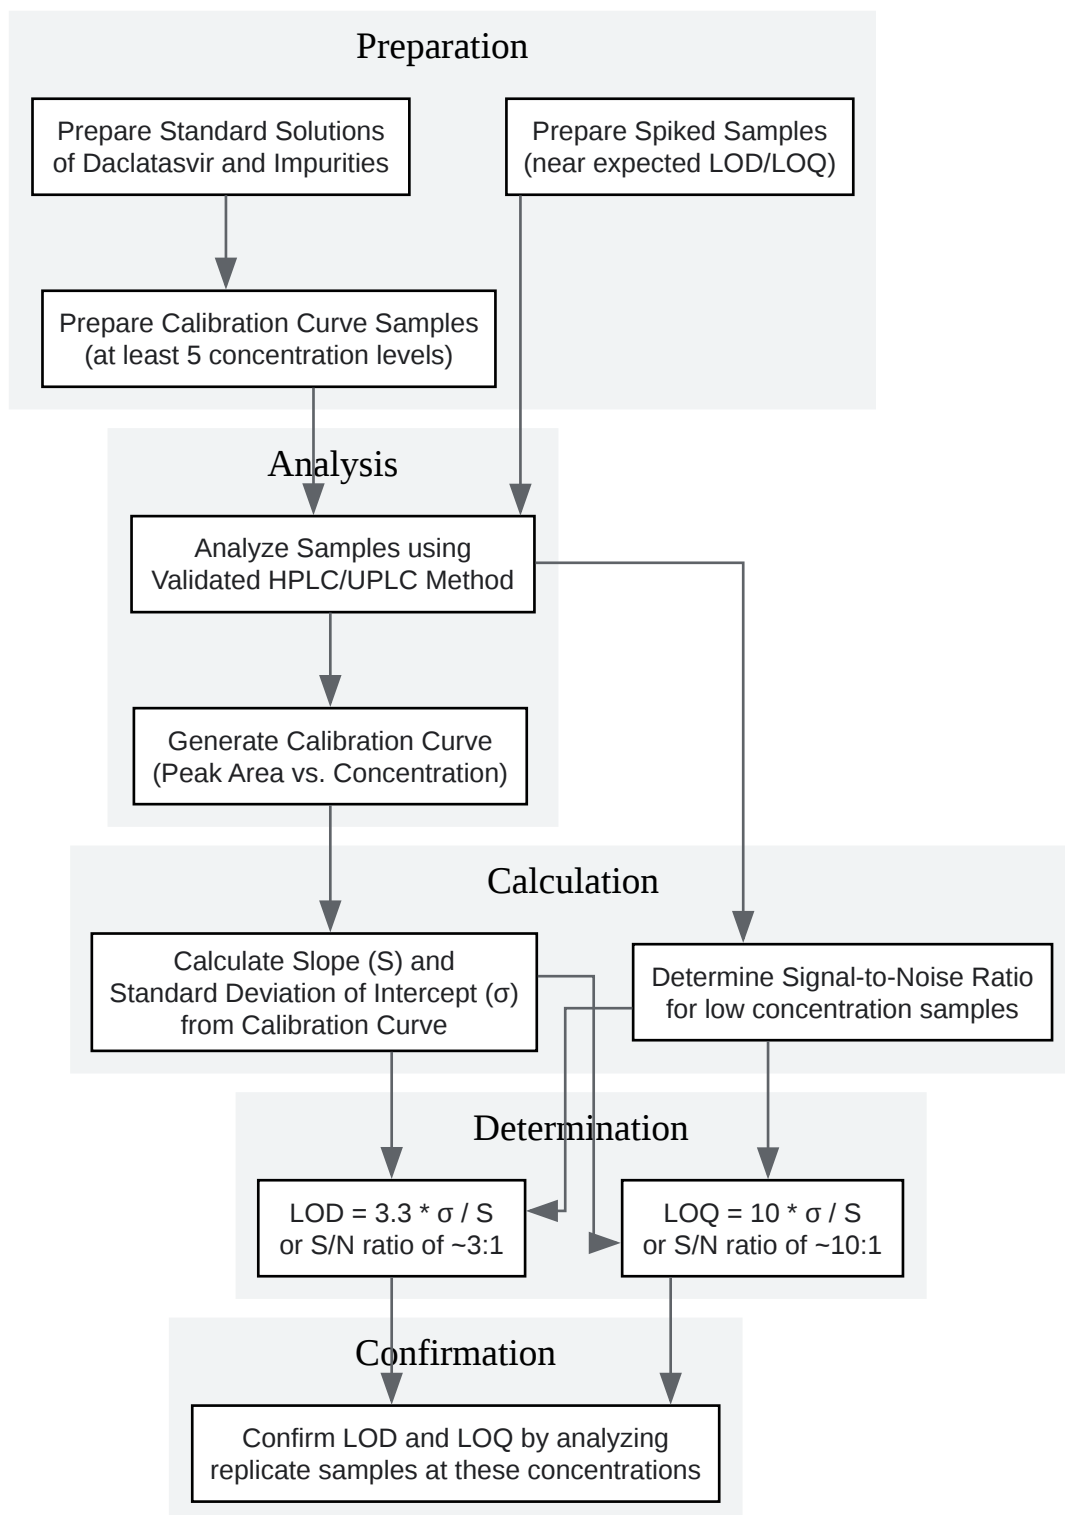 Preparation
Prepare Standard Solutions
of Daclatasvir and Impurities
Prepare Spiked Samples
(near expected LOD/LOQ)
Prepare Calibration Curve Samples
(at least 5 concentration levels)
Analysis
Analyze Samples using
Validated HPLC/UPLC Method
Generate Calibration Curve
(Peak Area vs. Concentration)
Calculation
Calculate Slope (S) and
Standard Deviation of Intercept (σ)
from Calibration Curve
Determine Signal-to-Noise Ratio
for low concentration samples
Determination
LOD = 3.3 * σ / S
or S/N ratio of ~3:1
LOQ = 10 * σ / S
or S/N ratio of ~10:1
Confirmation
Confirm LOD and LOQ by analyzing
replicate samples at these concentrations